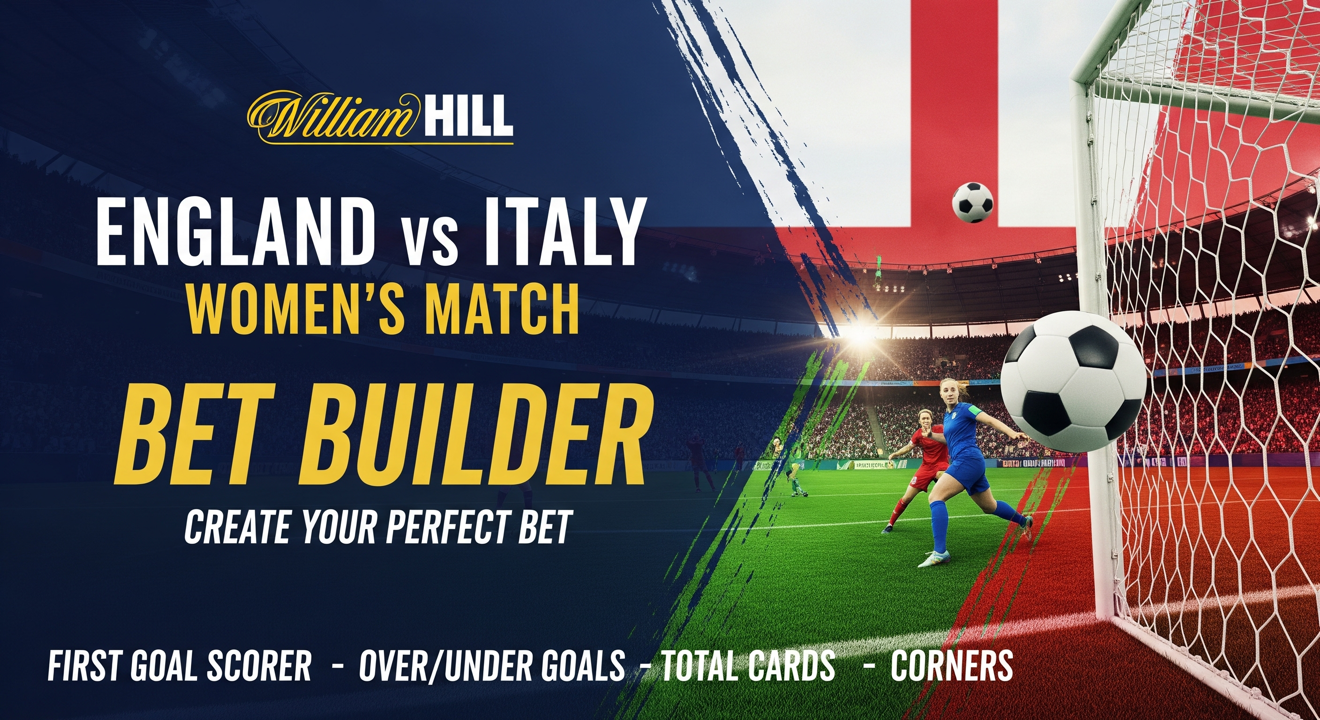 William HILL
ENGLAND vs ITALY
WOMEN'S MATCH
BET BUILDER
CREATE YOUR PERFECT BET
FIRST GOAL SCORER - OVER/UNDER GOALS - TOTAL CARDS - CORNERS